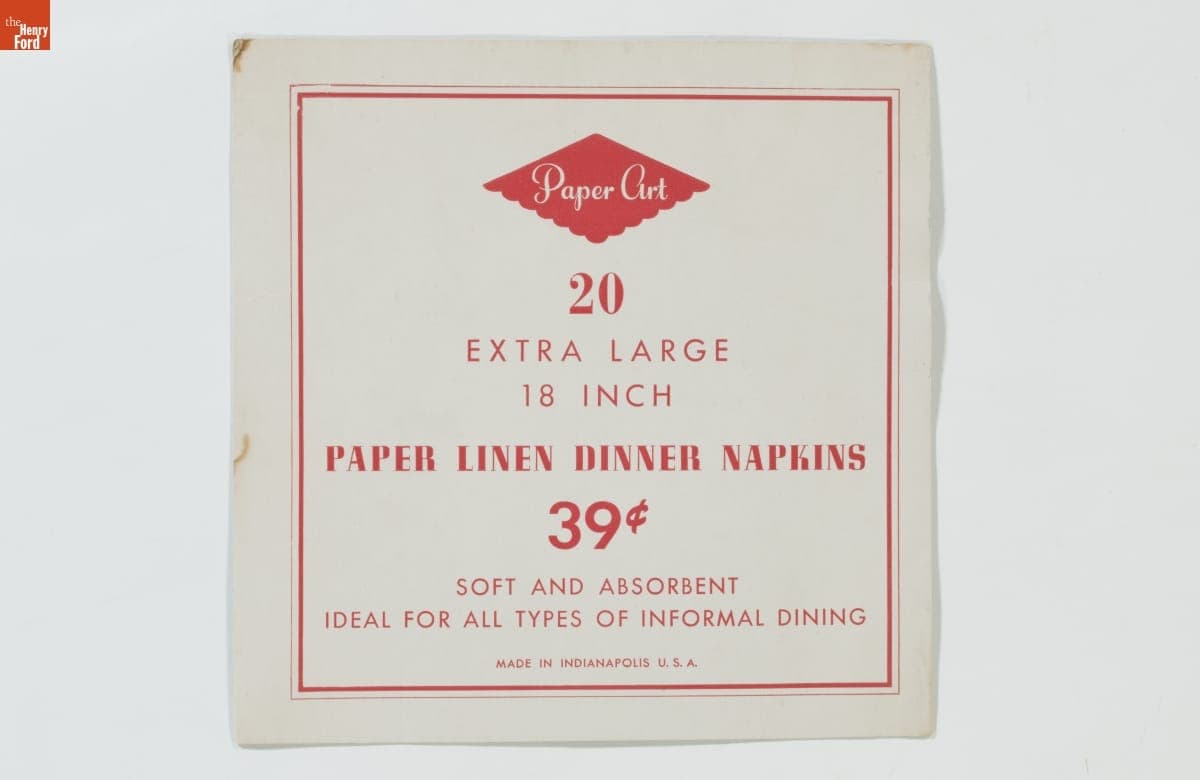 the
Henry
Ford
Paper Art
20
EXTRA LARGE
18 INCH
PAPER LINEN DINNER NAPKINS
39¢
SOFT AND ABSORBENT
IDEAL FOR ALL TYPES OF INFORMAL DINING
MADE IN INDIANAPOLIS U. S. A.